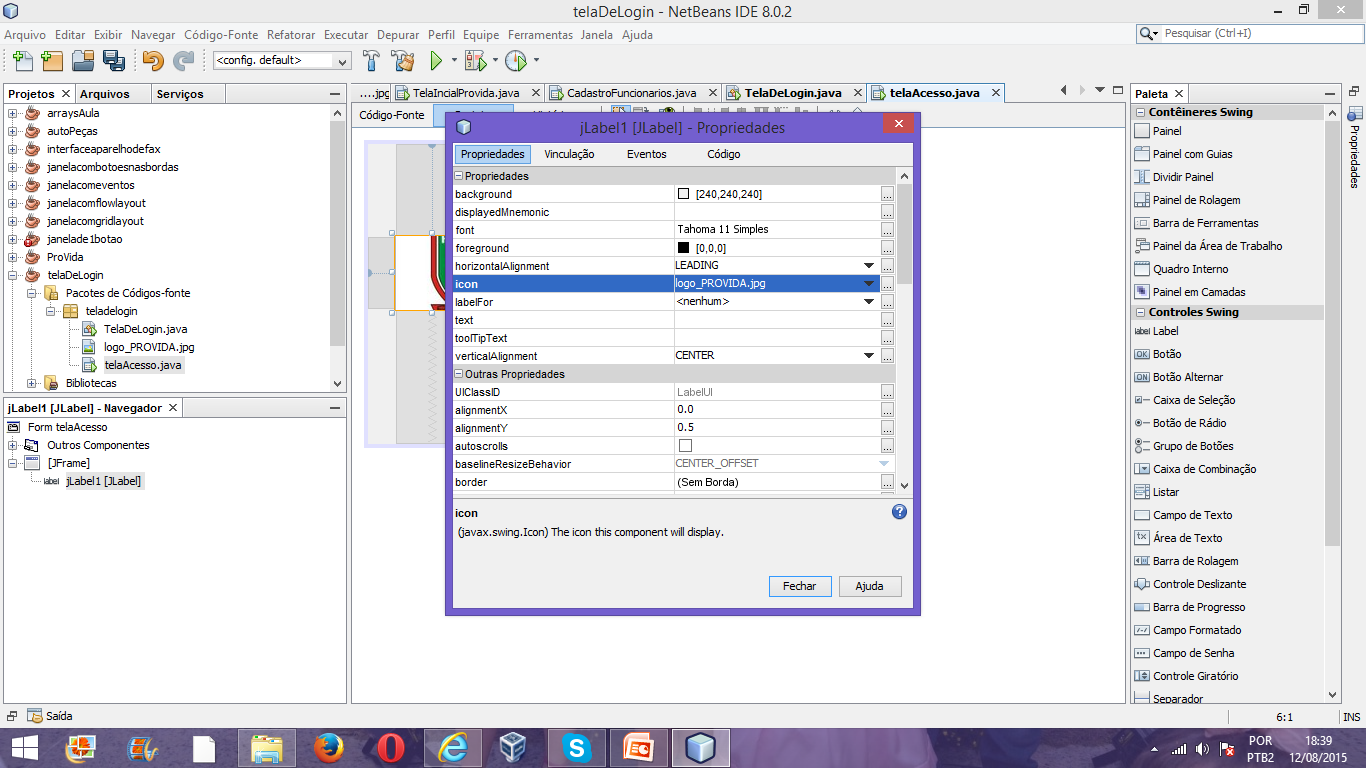 telaDeLogin - NetBeans IDE 8.0.2
Arquivo Editar Exibir Navegar Código-Fonte Refatorar Executar Depurar Perfil Equipe Ferramentas Janela Ajuda
Pesquisar (Ctrl+I)
<config. default>
Projetos Arquivos Serviços
arraysAula
autoPeças
interfaceaparelhodefax
janelacombotoesnasbordas
janelacomeventos
janelacomflowlayout
janelacomgridlayout
janelade1botao
ProVida
telaDeLogin
Pacotes de Códigos-fonte
teladelogin
TelaDeLogin.java
logo_PROVIDA.jpg
telaAcesso.java
Bibliotecas
jLabel1 [JLabel] - Navegador
Form telaAcesso
Outros Componentes
[JFrame]
label jLabel1 [JLabel]
....jpg TelaIncialProvida.java CadastroFuncionarios.java TelaDeLogin.java telaAcesso.java
Código-Fonte
jLabel1 [JLabel] - Propriedades
Propriedades Vinculação Eventos Código
Propriedades
background [240,240,240] ...
displayedMnemonic ...
font Tahoma 11 Simples ...
foreground [0,0,0] ...
horizontalAlignment LEADING ...
icon logo_PROVIDA.jpg ...
labelFor <nenhum> ...
text ...
toolTipText ...
verticalAlignment CENTER ...
Outras Propriedades
UIClassID LabelUI ...
alignmentX 0.0 ...
alignmentY 0.5 ...
autoscrolls ...
baselineResizeBehavior CENTER_OFFSET
border (Sem Borda) ...
icon
(javax.swing.Icon) The icon this component will display.
Fechar Ajuda
Paleta
Contêineres Swing
Painel
Painel com Guias
Dividir Painel
Painel de Rolagem
Barra de Ferramentas
Painel da Área de Trabalho
Quadro Interno
Painel em Camadas
Controles Swing
label Label
OK Botão
ON Botão Alternar
Caixa de Seleção
Botão de Rádio
Grupo de Botões
Caixa de Combinação
Listar
Campo de Texto
Área de Texto
Barra de Rolagem
Controle Deslizante
Barra de Progresso
Campo Formatado
Campo de Senha
Controle Giratório
Separador
Propriedades
Saída
6:1 INS
POR
PTB2
18:39
12/08/2015